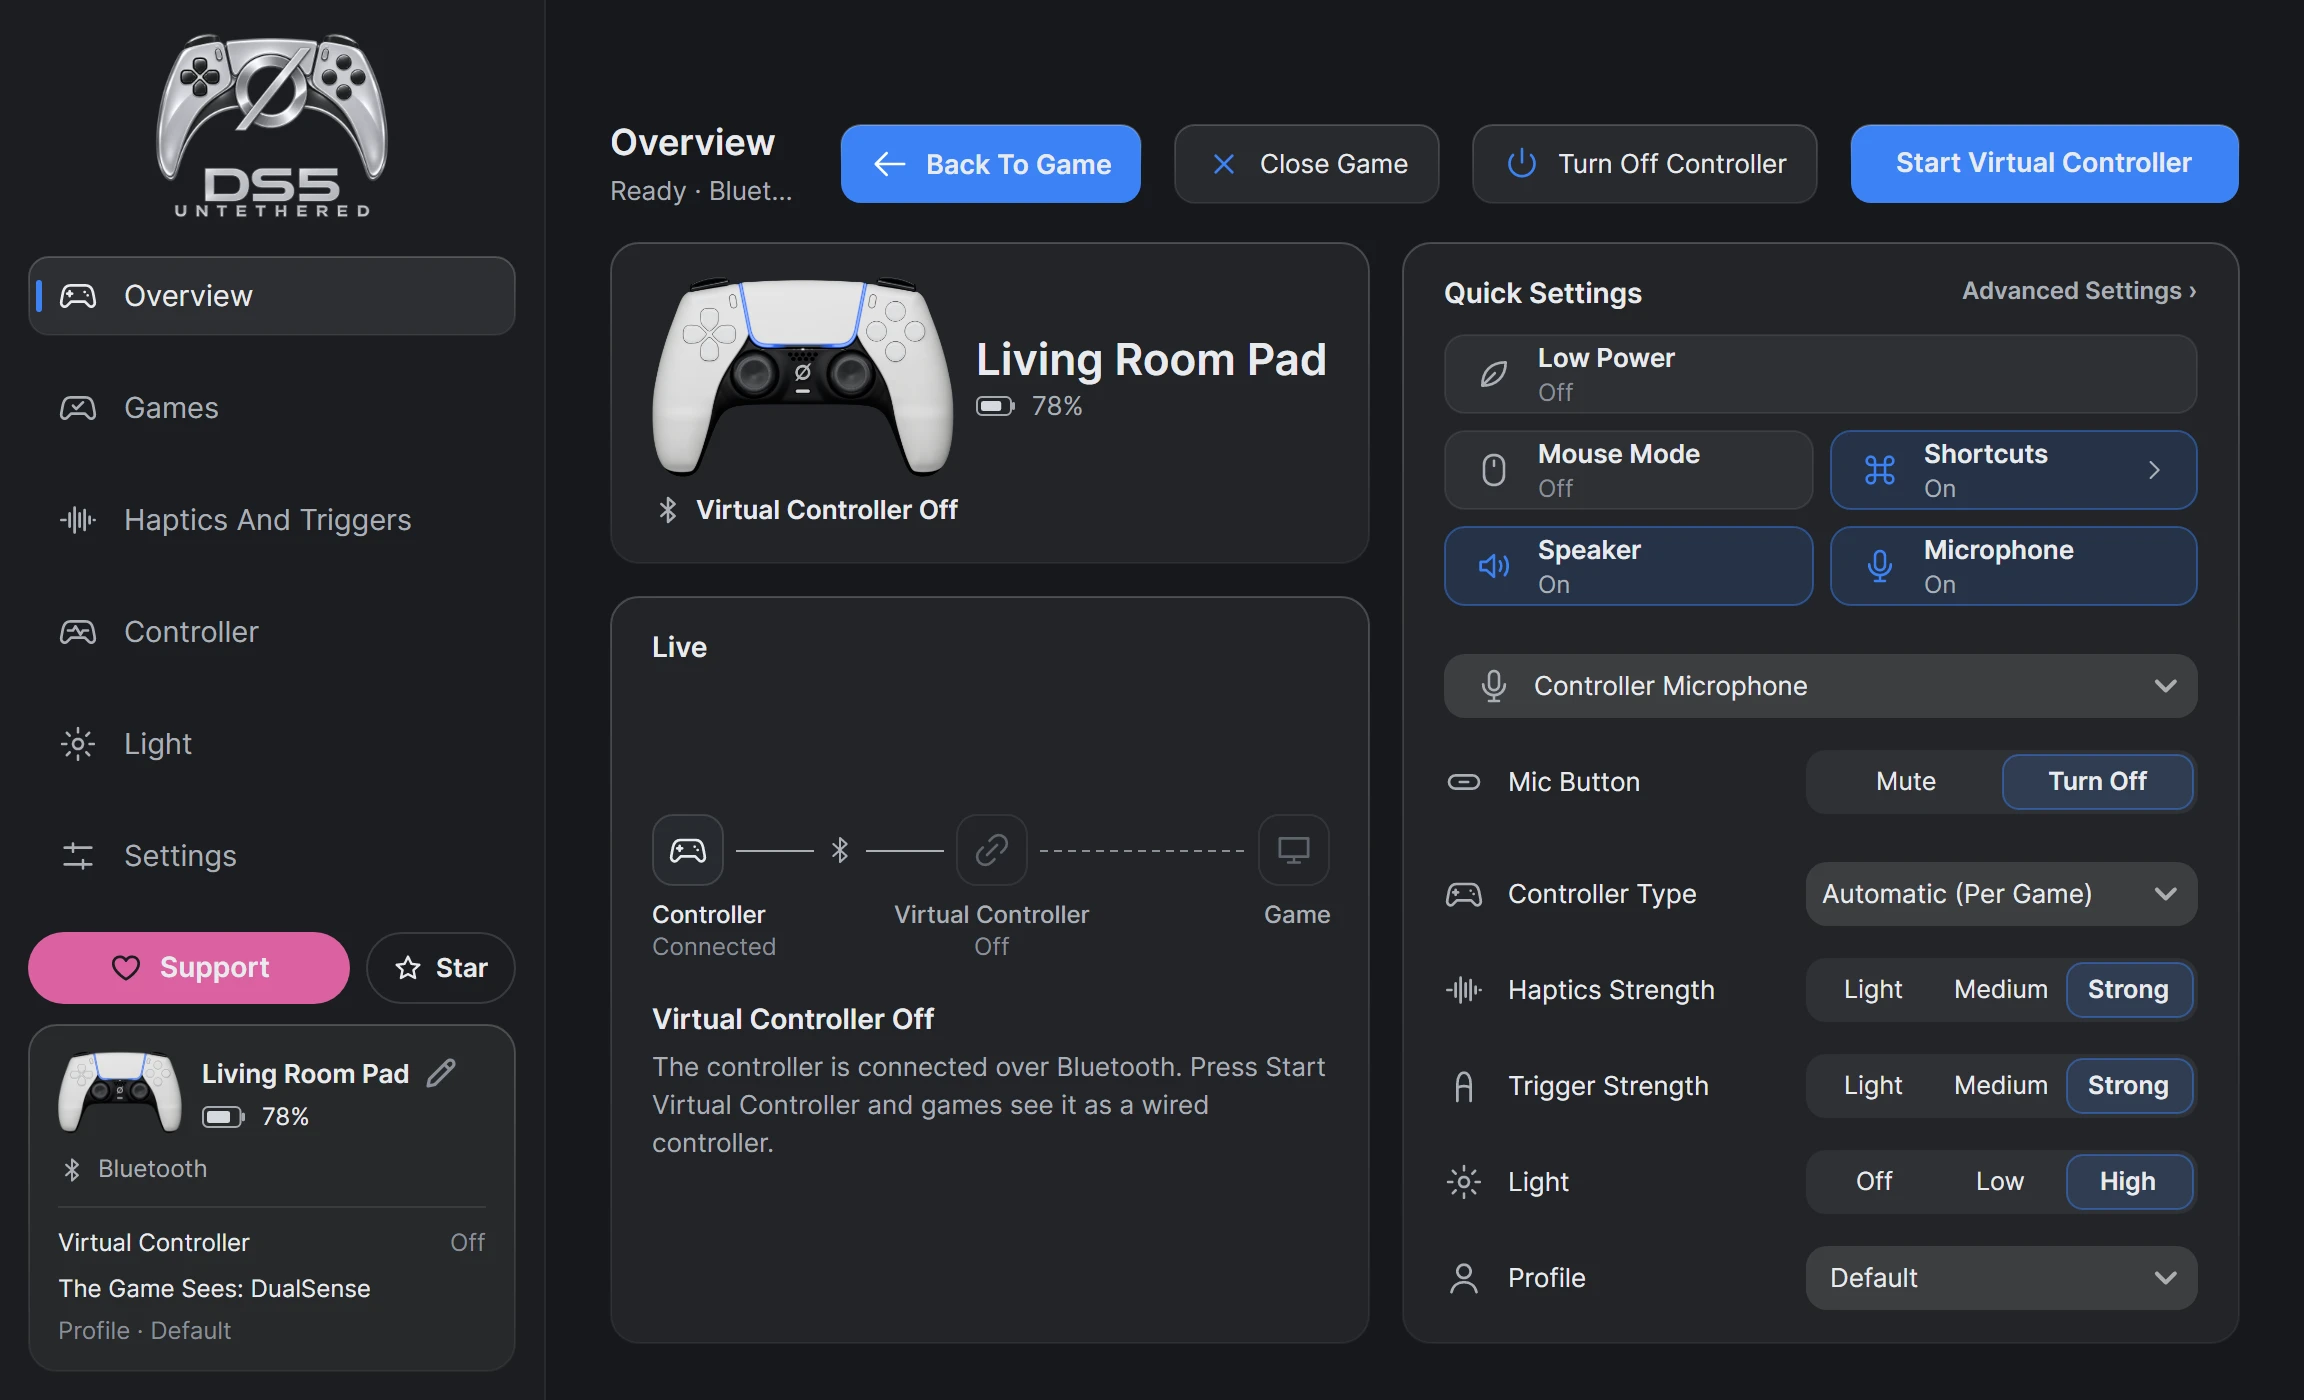 DS5
UNTETHERED
Overview
Games
Haptics And Triggers
Controller
Light
Settings
Support
Star
Living Room Pad
78%
Bluetooth
Virtual Controller Off
The Game Sees: DualSense
Profile · Default
Overview
Ready · Bluet...
Back To Game
Close Game
Turn Off Controller
Start Virtual Controller
Living Room Pad
78%
Virtual Controller Off
Live
Controller
Connected
Virtual Controller
Off
Game
Virtual Controller Off
The controller is connected over Bluetooth. Press Start
Virtual Controller and games see it as a wired
controller.
Quick Settings
Advanced Settings ›
Low Power
Off
Mouse Mode
Off
Shortcuts
On
Speaker
On
Microphone
On
Controller Microphone
Mic Button
Mute
Turn Off
Controller Type
Automatic (Per Game)
Haptics Strength
Light
Medium
Strong
Trigger Strength
Light
Medium
Strong
Light
Off
Low
High
Profile
Default